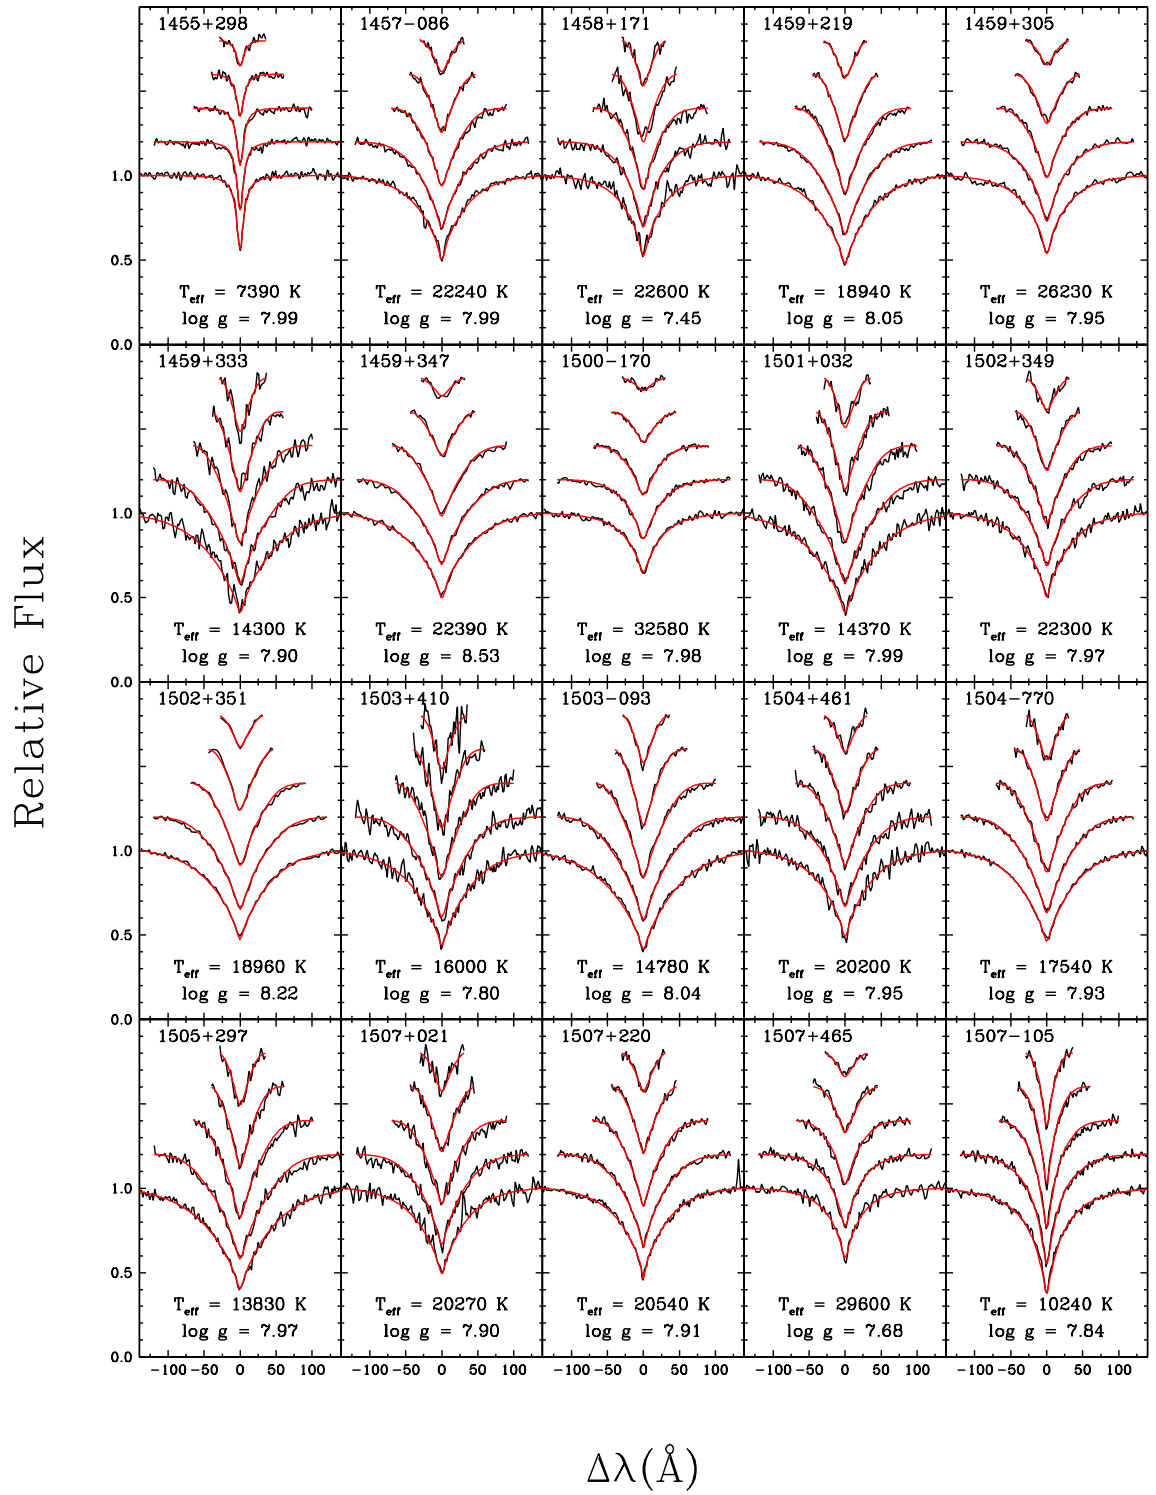 1455+298
1457−086
1458+171
1459+219
1459+305
1.0
0.5
0.0
Teff = 7390 K
log g = 7.99
Teff = 22240 K
log g = 7.99
Teff = 22600 K
log g = 7.45
Teff = 18940 K
log g = 8.05
Teff = 26230 K
log g = 7.95
1459+333
1459+347
1500−170
1501+032
1502+349
1.0
0.5
0.0
Teff = 14300 K
log g = 7.90
Teff = 22390 K
log g = 8.53
Teff = 32580 K
log g = 7.98
Teff = 14370 K
log g = 7.99
Teff = 22300 K
log g = 7.97
1502+351
1503+410
1503−093
1504+461
1504−770
1.0
0.5
0.0
Teff = 18960 K
log g = 8.22
Teff = 16000 K
log g = 7.80
Teff = 14780 K
log g = 8.04
Teff = 20200 K
log g = 7.95
Teff = 17540 K
log g = 7.93
1505+297
1507+021
1507+220
1507+465
1507−105
1.0
0.5
0.0
Teff = 13830 K
log g = 7.97
Teff = 20270 K
log g = 7.90
Teff = 20540 K
log g = 7.91
Teff = 29600 K
log g = 7.68
Teff = 10240 K
log g = 7.84
−100 −50 0 50 100
−100 −50 0 50 100
−100 −50 0 50 100
−100 −50 0 50 100
−100 −50 0 50 100
Relative Flux
Δλ(Å)